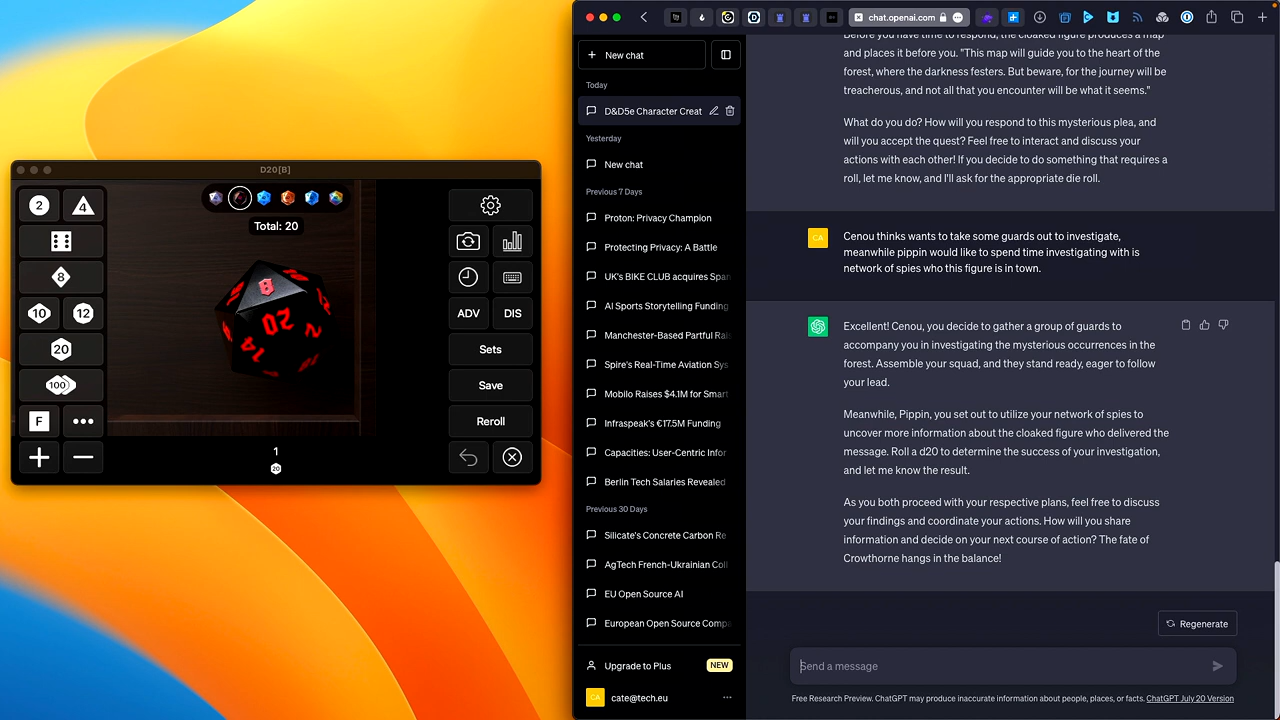 D20[B]
2
4
8
10
12
20
100
F
Total: 20
8
20
2
14
1
20
ADV
DIS
Sets
Save
Reroll
chat.openai.com
New chat
Today
D&D5e Character Creat
Yesterday
New chat
Previous 7 Days
Proton: Privacy Champion
Protecting Privacy: A Battle
UK's BIKE CLUB acquires Span
AI Sports Storytelling Funding
Manchester-Based Partful Rais
Spire's Real-Time Aviation Sys
Mobilo Raises $4.1M for Smart
Infraspeak's €17.5M Funding
Capacities: User-Centric Infor
Berlin Tech Salaries Revealed
Previous 30 Days
Silicate's Concrete Carbon Re
AgTech French-Ukrainian Coll
EU Open Source AI
European Open Source Compa
Upgrade to Plus
NEW
CA
cate@tech.eu
Before you have time to respond, the cloaked figure produces a map
and places it before you. "This map will guide you to the heart of the
forest, where the darkness festers. But beware, for the journey will be
treacherous, and not all that you encounter will be what it seems."
What do you do? How will you respond to this mysterious plea, and
will you accept the quest? Feel free to interact and discuss your
actions with each other! If you decide to do something that requires a
roll, let me know, and I'll ask for the appropriate die roll.
CA
Cenou thinks wants to take some guards out to investigate,
meanwhile pippin would like to spend time investigating with is
network of spies who this figure is in town.
Excellent! Cenou, you decide to gather a group of guards to
accompany you in investigating the mysterious occurrences in the
forest. Assemble your squad, and they stand ready, eager to follow
your lead.
Meanwhile, Pippin, you set out to utilize your network of spies to
uncover more information about the cloaked figure who delivered the
message. Roll a d20 to determine the success of your investigation,
and let me know the result.
As you both proceed with your respective plans, feel free to discuss
your findings and coordinate your actions. How will you share
information and decide on your next course of action? The fate of
Crowthorne hangs in the balance!
Regenerate
Send a message
Free Research Preview. ChatGPT may produce inaccurate information about people, places, or facts. ChatGPT July 20 Version